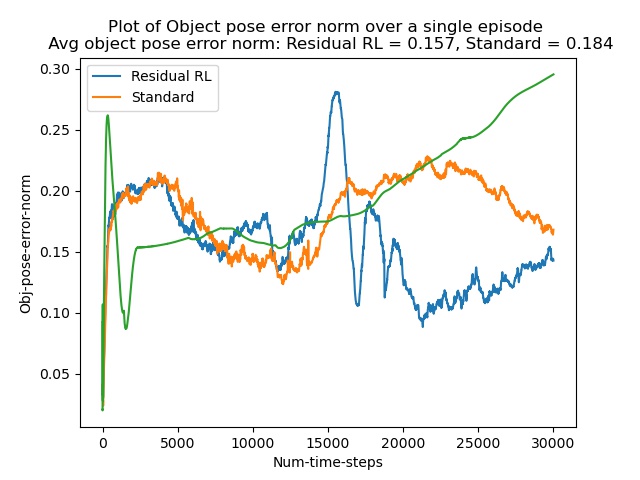 Plot of Object pose error norm over a single episode
Avg object pose error norm: Residual RL = 0.157, Standard = 0.184
Residual RL
Standard
Obj-pose-error-norm
0.30
0.25
0.20
0.15
0.10
0.05
0 5000 10000 15000 20000 25000 30000
Num-time-steps